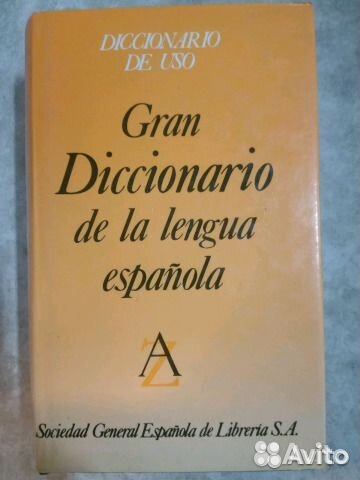 DICCIONARIO
DE USO
Gran
Diccionario
de la lengua
española
AZ
Sociedad General Española de Librería S.A.
Avito